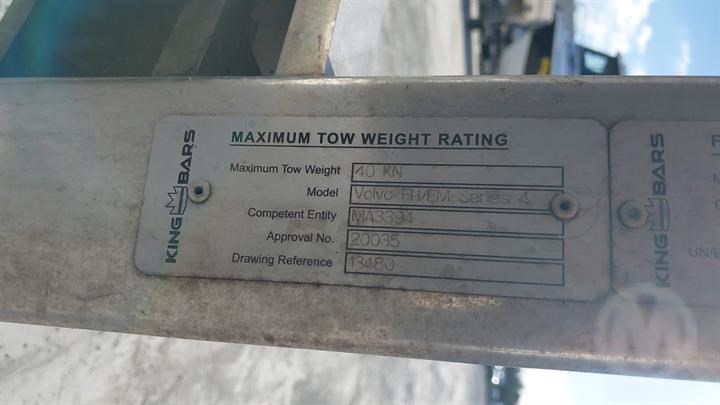 KING BARS
MAXIMUM TOW WEIGHT RATING
Maximum Tow Weight 40 KN
Model Volvo FH/FM Series 4
Competent Entity MA3394
Approval No. 20035
Drawing Reference 13480
KING BARS
UN/E